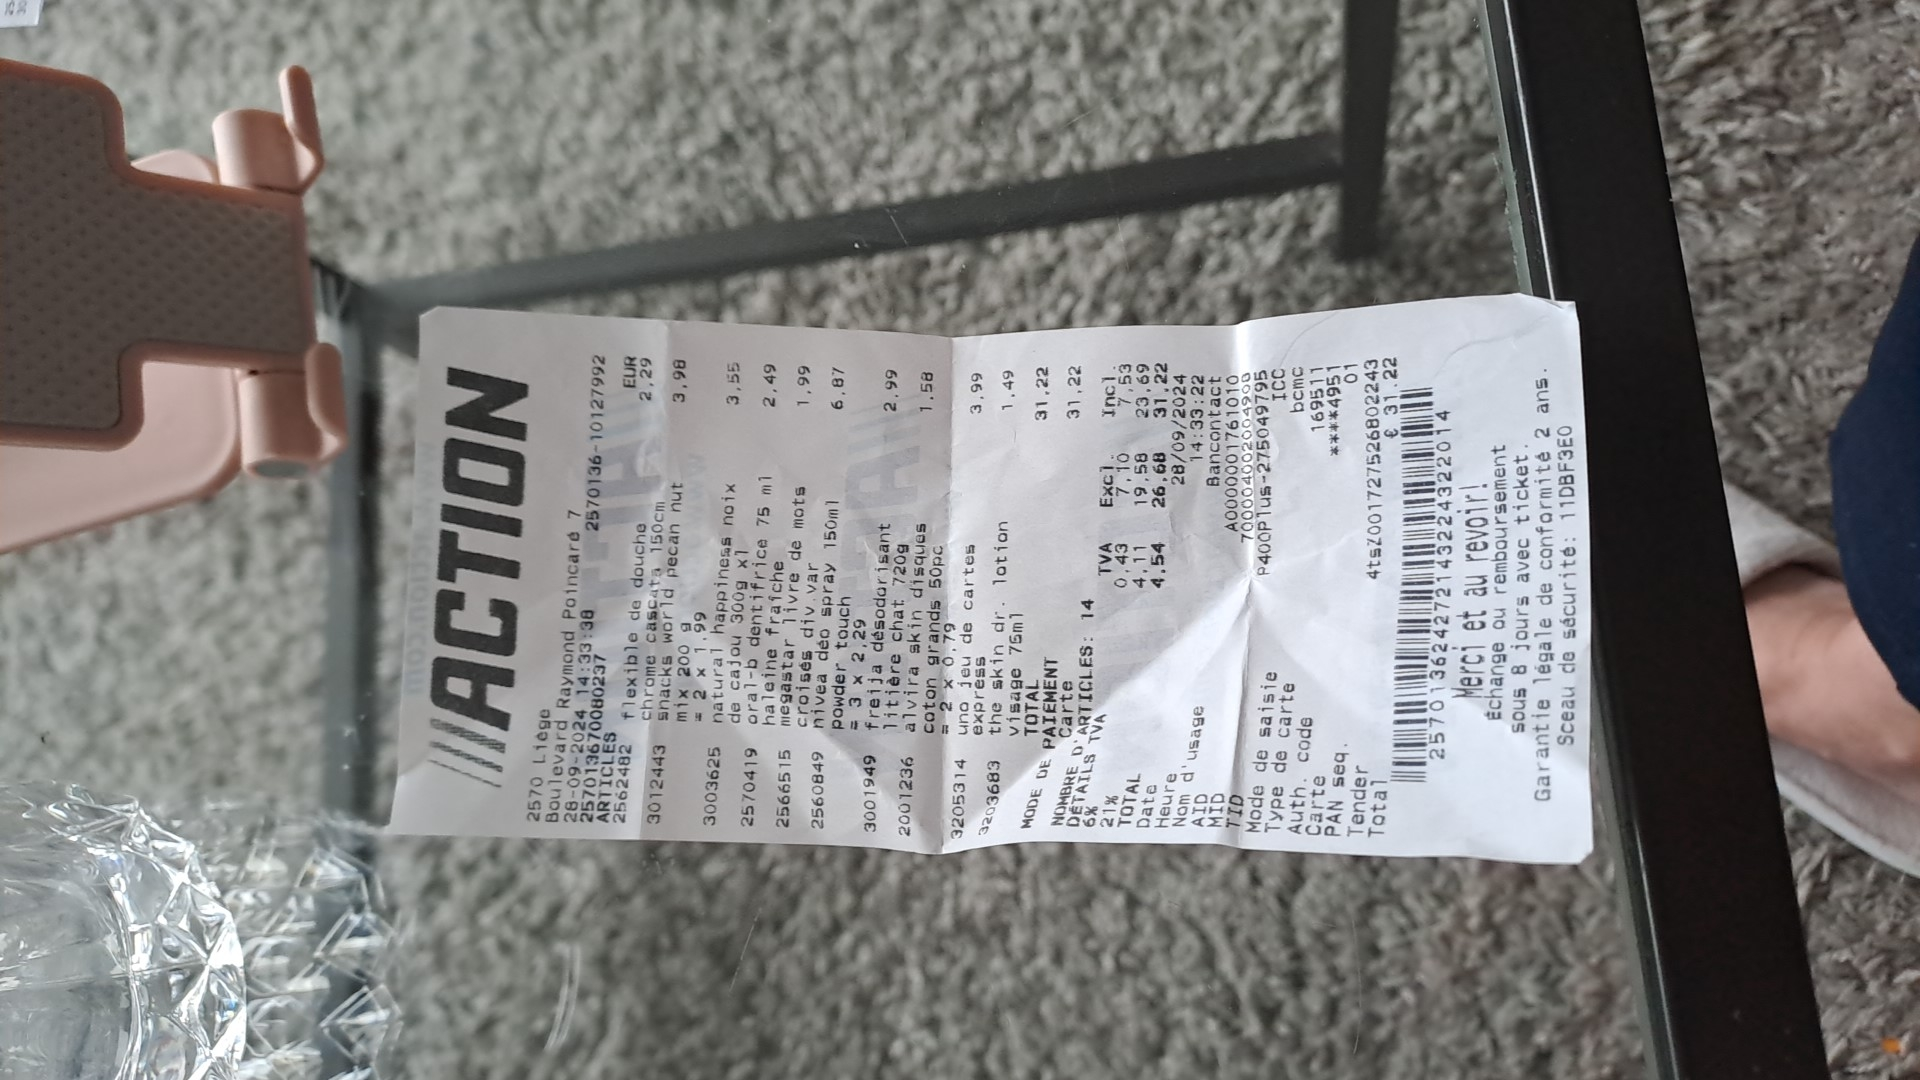 ACTION
2570 Liège
Boulevard Raymond Poincaré 7
28-09-2024 14:33:38 2570136-10127992
2570136700080237
ARTICLES EUR
2562482 flexible de douche 2,29
chrome cascata 150cm
3012443 snacks world pecan nut 3,98
mix 200 g
= 2 x 1,99
3003625 natural happiness noix 3,55
de cajou 300g x1
2570419 oral-b dentifrice 75 ml 2,49
haleine fraîche
2566515 megastar livre de mots 1,99
croisés div.var
2560849 nivea déo spray 150ml 6,87
powder touch
= 3 x 2,29
3001949 freija désodorisant 2,99
litière chat 720g
2001236 alvira skin disques 1,58
coton grands 50pc
= 2 x 0,79
3205314 uno jeu de cartes 3,99
express
3203683 the skin dr. lotion 1,49
visage 75ml
TOTAL 31,22
MODE DE PAIEMENT
Carte 31,22
NOMBRE D'ARTICLES: 14
DÉTAILS TVA TVA Excl. Incl.
6% 0,43 7,10 7,53
21% 4,11 19,58 23,69
TOTAL 4,54 26,68 31,22
Date 28/09/2024
Heure 14:33:22
Nom d'usage Bancontact
AID A0000001761010
MID
TID P400Plus-275049795
Mode de saisie ICC
Type de carte bcmc
Auth. code 169511
Carte ****4951
PAN seq. 01
Tender
Total € 31.22
257013624272143224322014
Merci et au revoir!
Échange ou remboursement
sous 8 jours avec ticket.
Garantie légale de conformité 2 ans.
Sceau de sécurité: 11DBF3E0